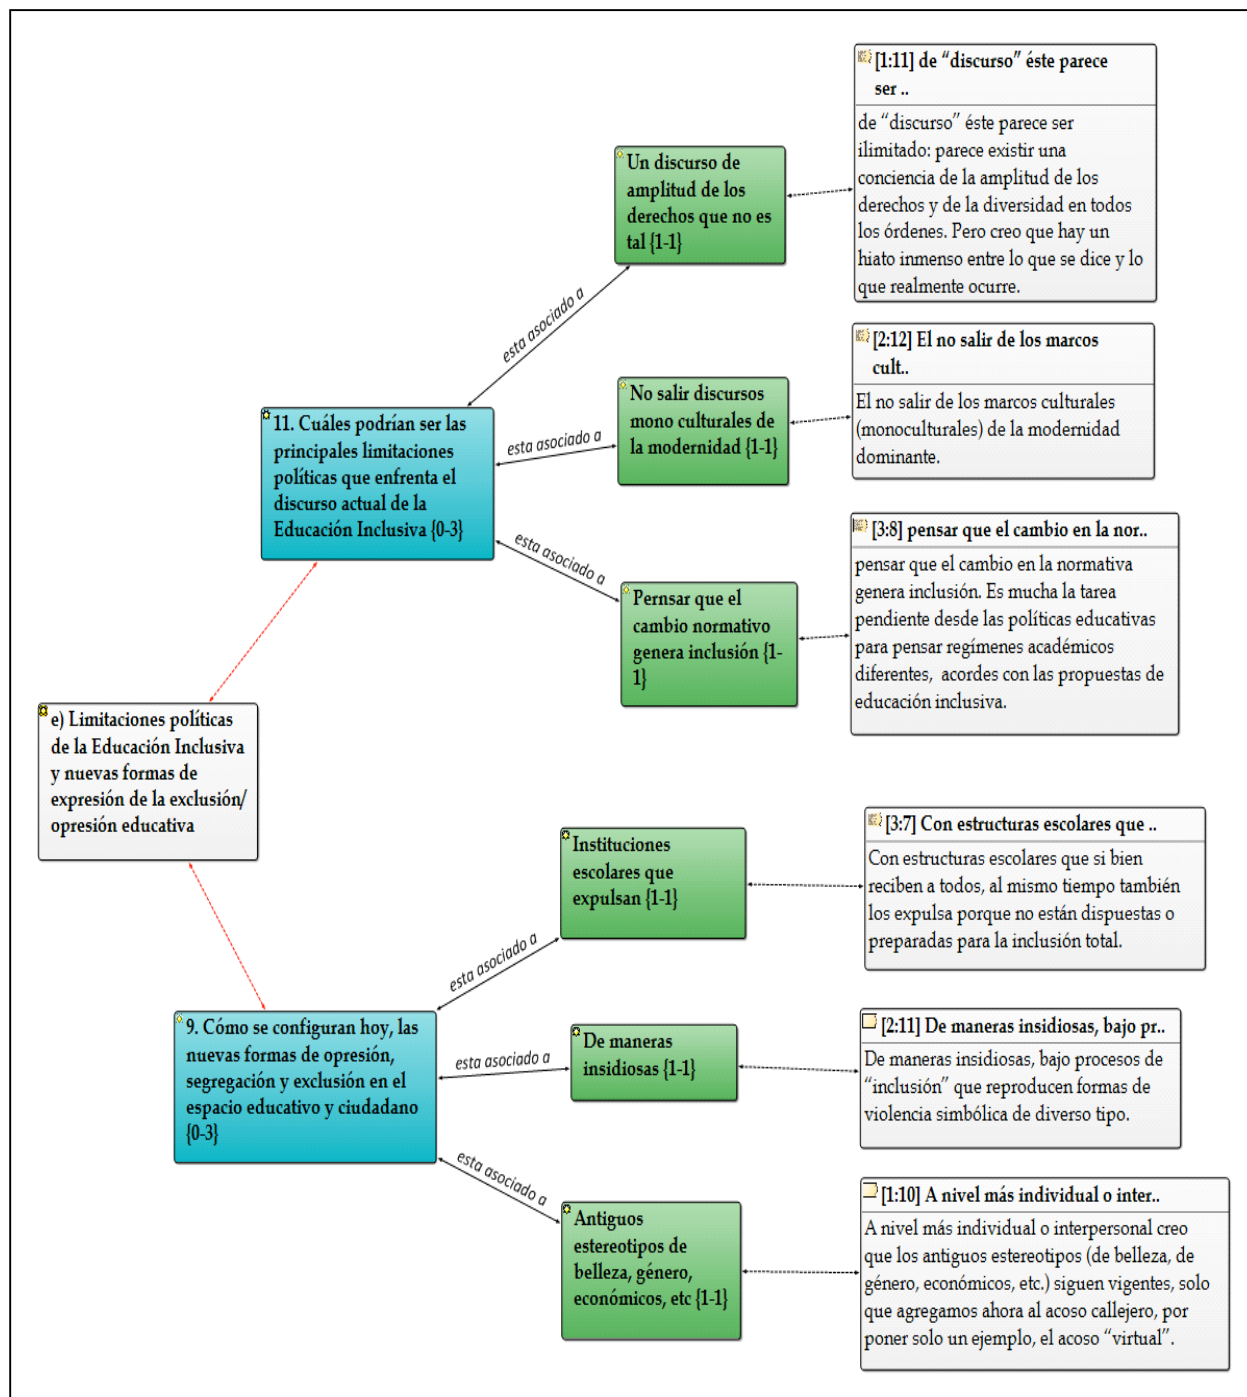 [1:11] de “discurso” éste parece
ser ..
de “discurso” éste parece ser
ilimitado: parece existir una
conciencia de la amplitud de los
derechos y de la diversidad en todos
los órdenes. Pero creo que hay un
hiato inmenso entre lo que se dice y lo
que realmente ocurre.
Un discurso de
amplitud de los
derechos que no es
tal {1-1}
esta asociado a
[2:12] El no salir de los marcos
cult..
El no salir de los marcos culturales
(monoculturales) de la modernidad
dominante.
No salir discursos
mono culturales de
la modernidad {1-1}
esta asociado a
11. Cuáles podrían ser las
principales limitaciones
políticas que enfrenta el
discurso actual de la
Educación Inclusiva {0-3}
[3:8] pensar que el cambio en la nor..
pensar que el cambio en la normativa
genera inclusión. Es mucha la tarea
pendiente desde las políticas educativas
para pensar regímenes académicos
diferentes, acordes con las propuestas de
educación inclusiva.
esta asociado a
Pernsar que el
cambio normativo
genera inclusión {1-
1}
e) Limitaciones políticas
de la Educación Inclusiva
y nuevas formas de
expresión de la exclusión/
opresión educativa
[3:7] Con estructuras escolares que ..
Con estructuras escolares que si bien
reciben a todos, al mismo tiempo también
los expulsa porque no están dispuestas o
preparadas para la inclusión total.
Instituciones
escolares que
expulsan {1-1}
esta asociado a
9. Cómo se configuran hoy, las
nuevas formas de opresión,
segregación y exclusión en el
espacio educativo y ciudadano
{0-3}
esta asociado a
De maneras
insidiosas {1-1}
[2:11] De maneras insidiosas, bajo pr..
De maneras insidiosas, bajo procesos de
“inclusión” que reproducen formas de
violencia simbólica de diverso tipo.
esta asociado a
Antiguos
estereotipos de
belleza, género,
económicos, etc {1-1}
[1:10] A nivel más individual o inter..
A nivel más individual o interpersonal creo
que los antiguos estereotipos (de belleza, de
género, económicos, etc.) siguen vigentes, solo
que agregamos ahora al acoso callejero, por
poner solo un ejemplo, el acoso “virtual”.